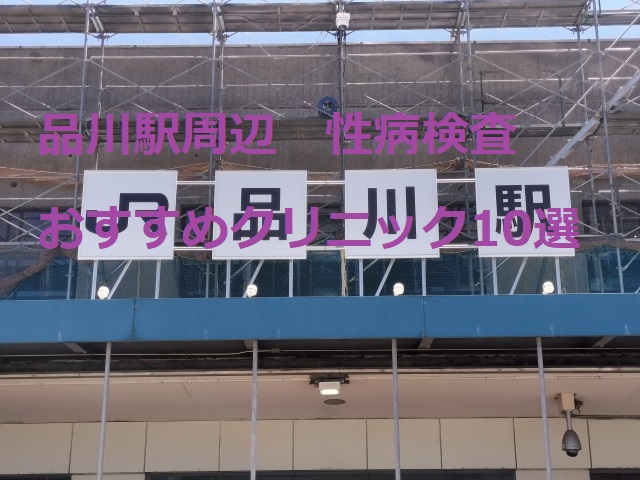 品川駅周辺　性病検査
おすすめクリニック10選
JR 品川駅